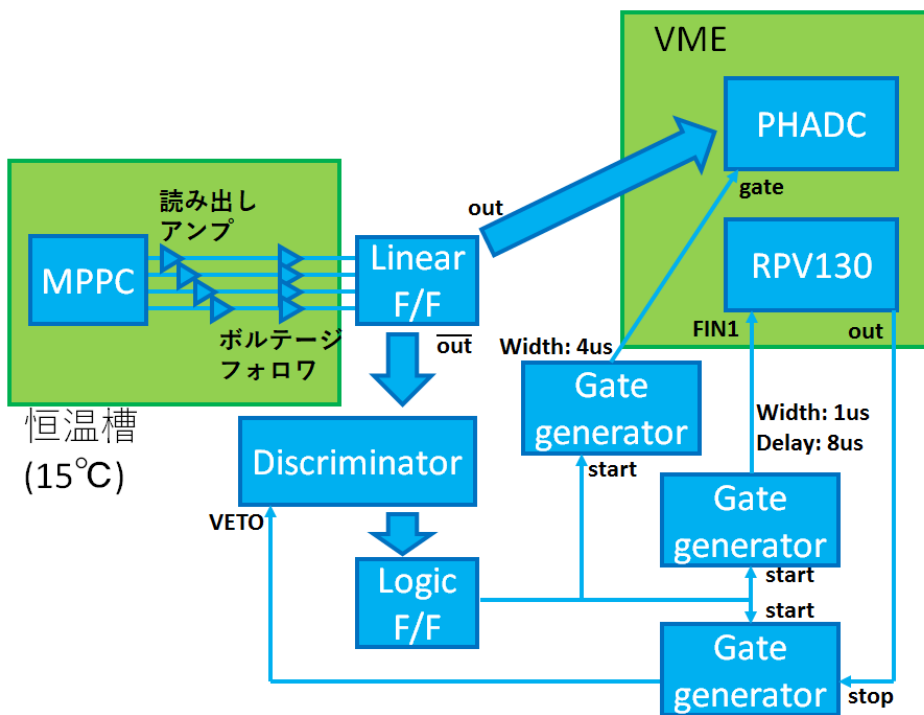 VME
PHADC
gate
読み出し
アンプ
out
MPPC
Linear
F/F
RPV130
ボルテージ
フォロワ
out
FIN1
out
Width: 4us
恒温槽
(15℃)
Gate
generator
Width: 1us
Delay: 8us
Discriminator
start
VETO
Gate
generator
Logic
F/F
start
start
Gate
generator
stop